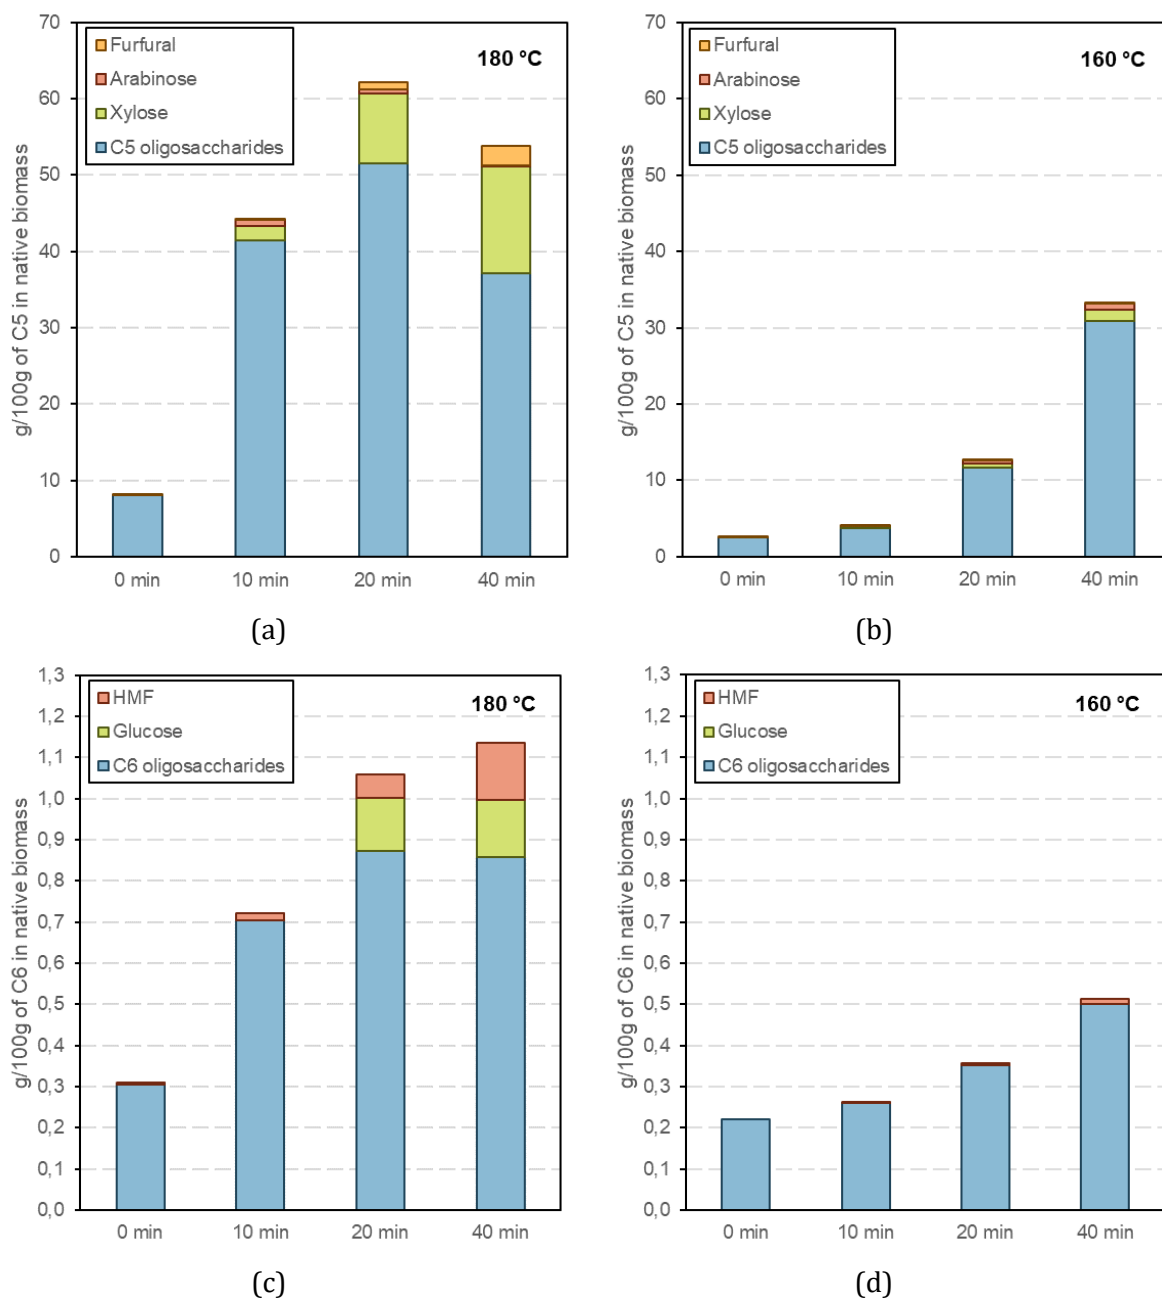 70
60
50
40
30
20
10
0
g/100g of C5 in native biomass
Furfural
Arabinose
Xylose
C5 oligosaccharides
180 °C
0 min
10 min
20 min
40 min
(a)
70
60
50
40
30
20
10
0
g/100g of C5 in native biomass
Furfural
Arabinose
Xylose
C5 oligosaccharides
160 °C
0 min
10 min
20 min
40 min
(b)
1,3
1,2
1,1
1,0
0,9
0,8
0,7
0,6
0,5
0,4
0,3
0,2
0,1
0,0
g/100g of C6 in native biomass
HMF
Glucose
C6 oligosaccharides
180 °C
0 min
10 min
20 min
40 min
(c)
1,3
1,2
1,1
1,0
0,9
0,8
0,7
0,6
0,5
0,4
0,3
0,2
0,1
0,0
g/100g of C6 in native biomass
HMF
Glucose
C6 oligosaccharides
160 °C
0 min
10 min
20 min
40 min
(d)